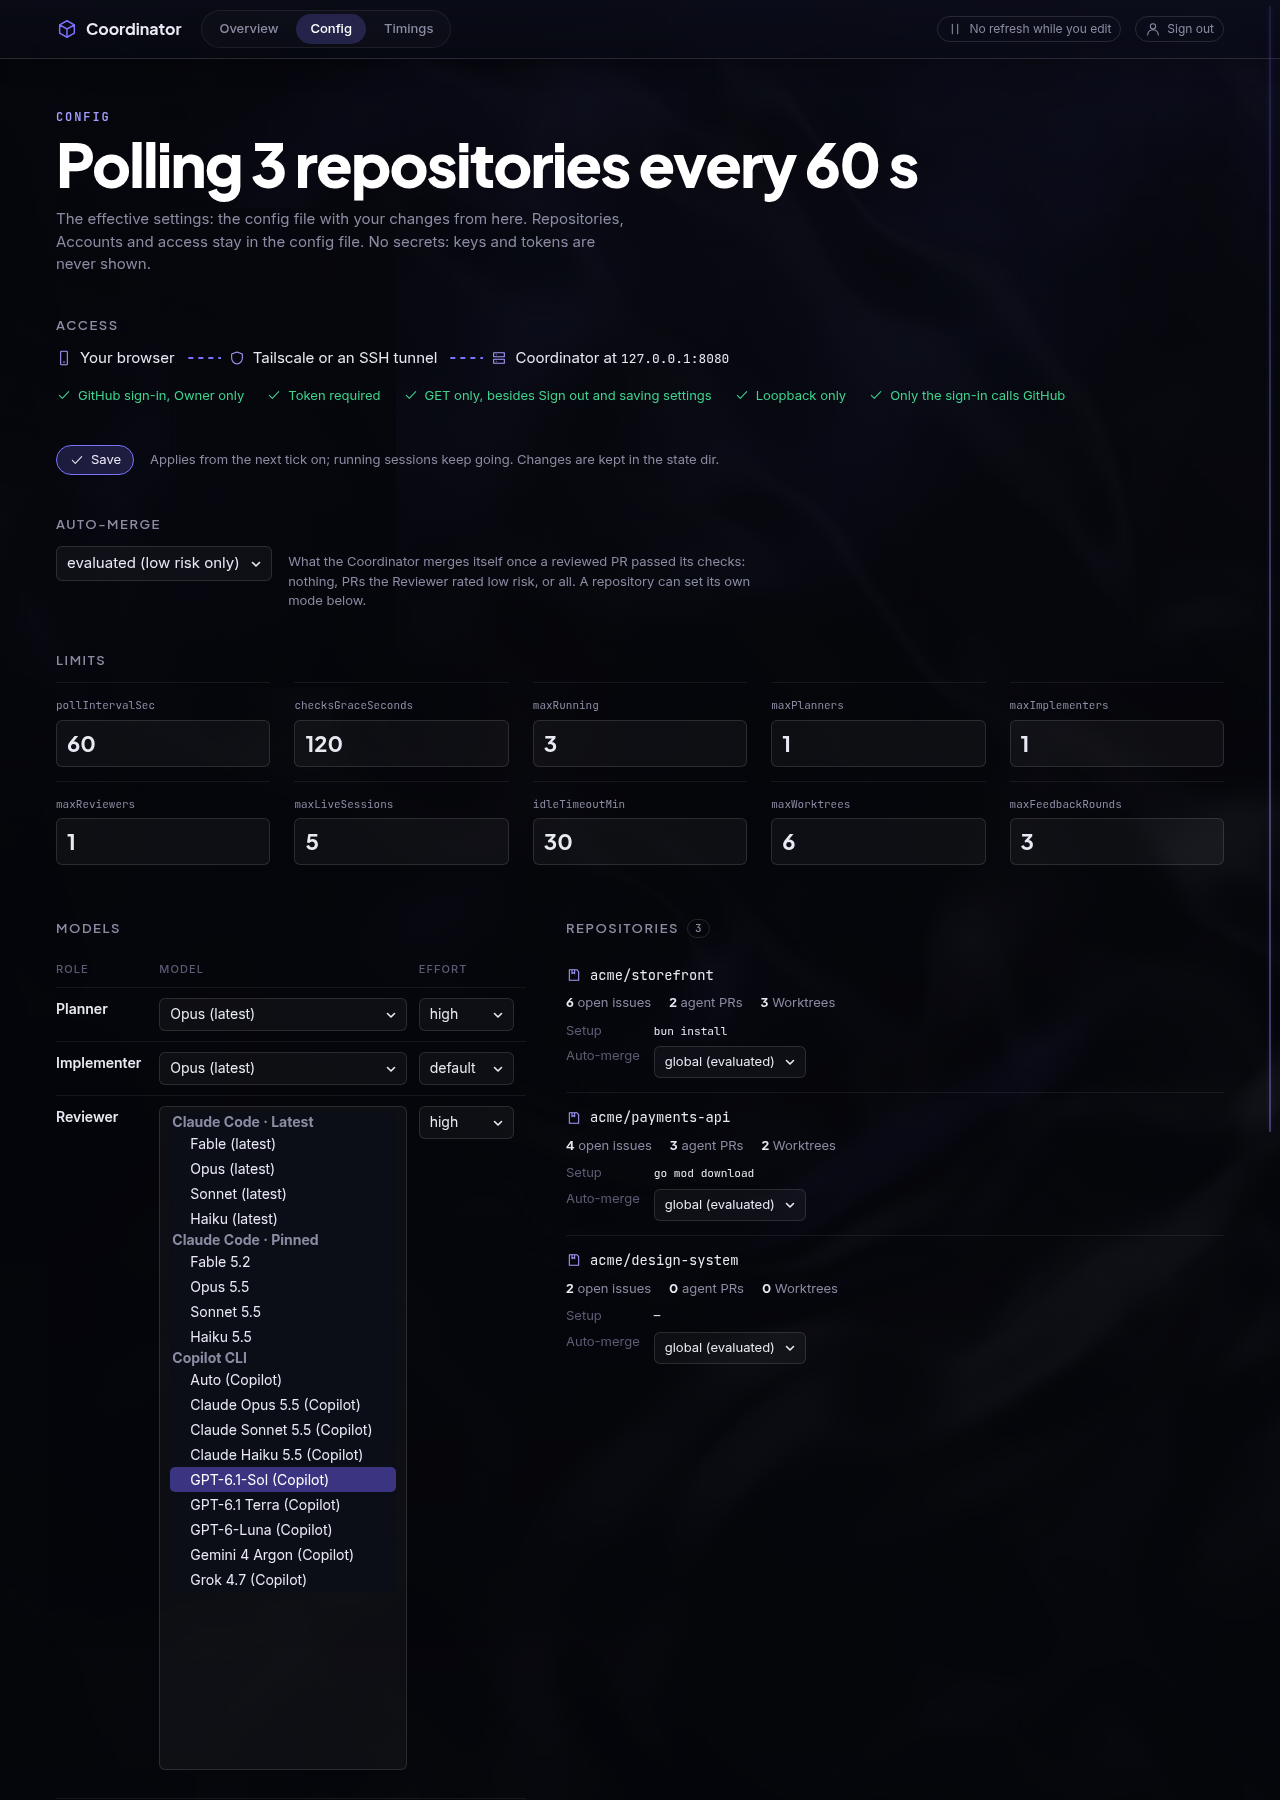 Coordinator
Overview
Config
Timings
No refresh while you edit
Sign out
CONFIG
Polling 3 repositories every 60 s
The effective settings: the config file with your changes from here. Repositories,
Accounts and access stay in the config file. No secrets: keys and tokens are
never shown.
ACCESS
Your browser
Tailscale or an SSH tunnel
Coordinator at 127.0.0.1:8080
GitHub sign-in, Owner only
Token required
GET only, besides Sign out and saving settings
Loopback only
Only the sign-in calls GitHub
Save
Applies from the next tick on; running sessions keep going. Changes are kept in the state dir.
AUTO-MERGE
evaluated (low risk only)
What the Coordinator merges itself once a reviewed PR passed its checks:
nothing, PRs the Reviewer rated low risk, or all. A repository can set its own
mode below.
LIMITS
pollIntervalSec
checksGraceSeconds
maxRunning
maxPlanners
maxImplementers
60
120
3
1
1
maxReviewers
maxLiveSessions
idleTimeoutMin
maxWorktrees
maxFeedbackRounds
1
5
30
6
3
MODELS
ROLE
MODEL
EFFORT
Planner
Opus (latest)
high
Implementer
Opus (latest)
default
Reviewer
Claude Code · Latest
Fable (latest)
Opus (latest)
Sonnet (latest)
Haiku (latest)
Claude Code · Pinned
Fable 5.2
Opus 5.5
Sonnet 5.5
Haiku 5.5
Copilot CLI
Auto (Copilot)
Claude Opus 5.5 (Copilot)
Claude Sonnet 5.5 (Copilot)
Claude Haiku 5.5 (Copilot)
GPT-6.1-Sol (Copilot)
GPT-6.1 Terra (Copilot)
GPT-6-Luna (Copilot)
Gemini 4 Argon (Copilot)
Grok 4.7 (Copilot)
high
REPOSITORIES 3
acme/storefront
6 open issues
2 agent PRs
3 Worktrees
Setup
bun install
Auto-merge
global (evaluated)
acme/payments-api
4 open issues
3 agent PRs
2 Worktrees
Setup
go mod download
Auto-merge
global (evaluated)
acme/design-system
2 open issues
0 agent PRs
0 Worktrees
Setup
–
Auto-merge
global (evaluated)